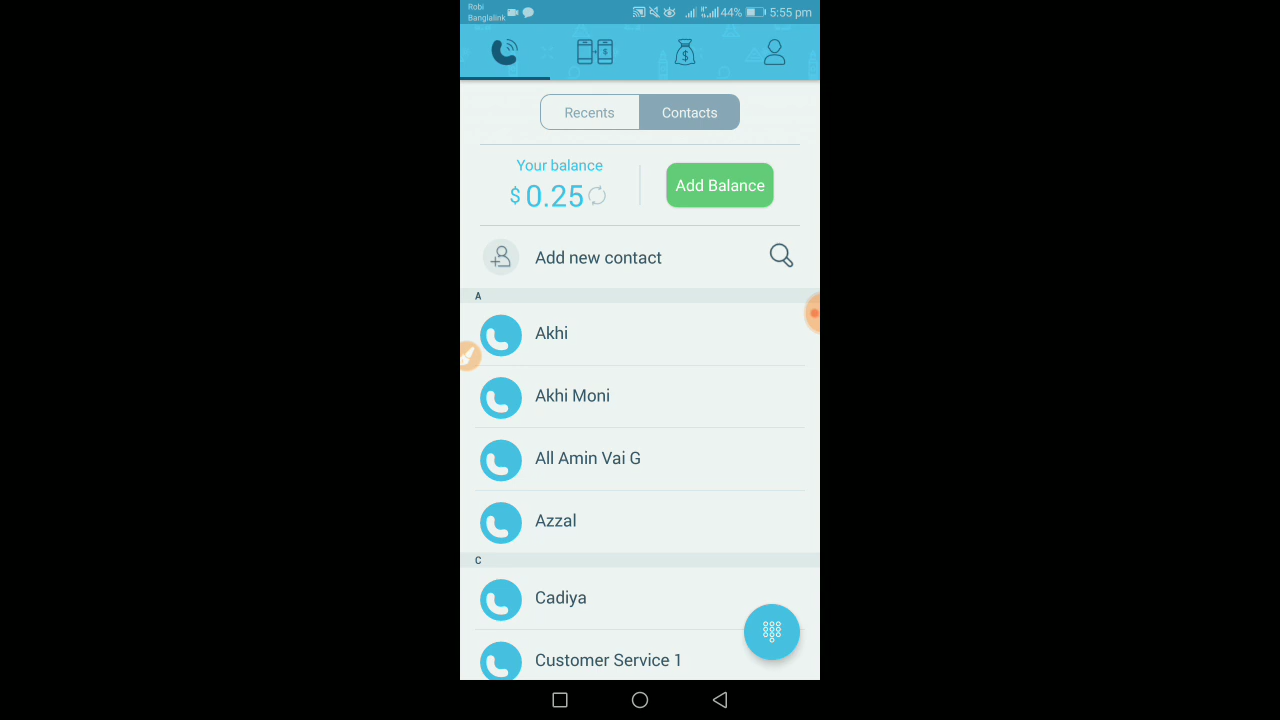 Robi
Banglalink
44%
5:55 pm
Recents
Contacts
Your balance
$ 0.25
Add Balance
Add new contact
A
Akhi
Akhi Moni
All Amin Vai G
Azzal
C
Cadiya
Customer Service 1